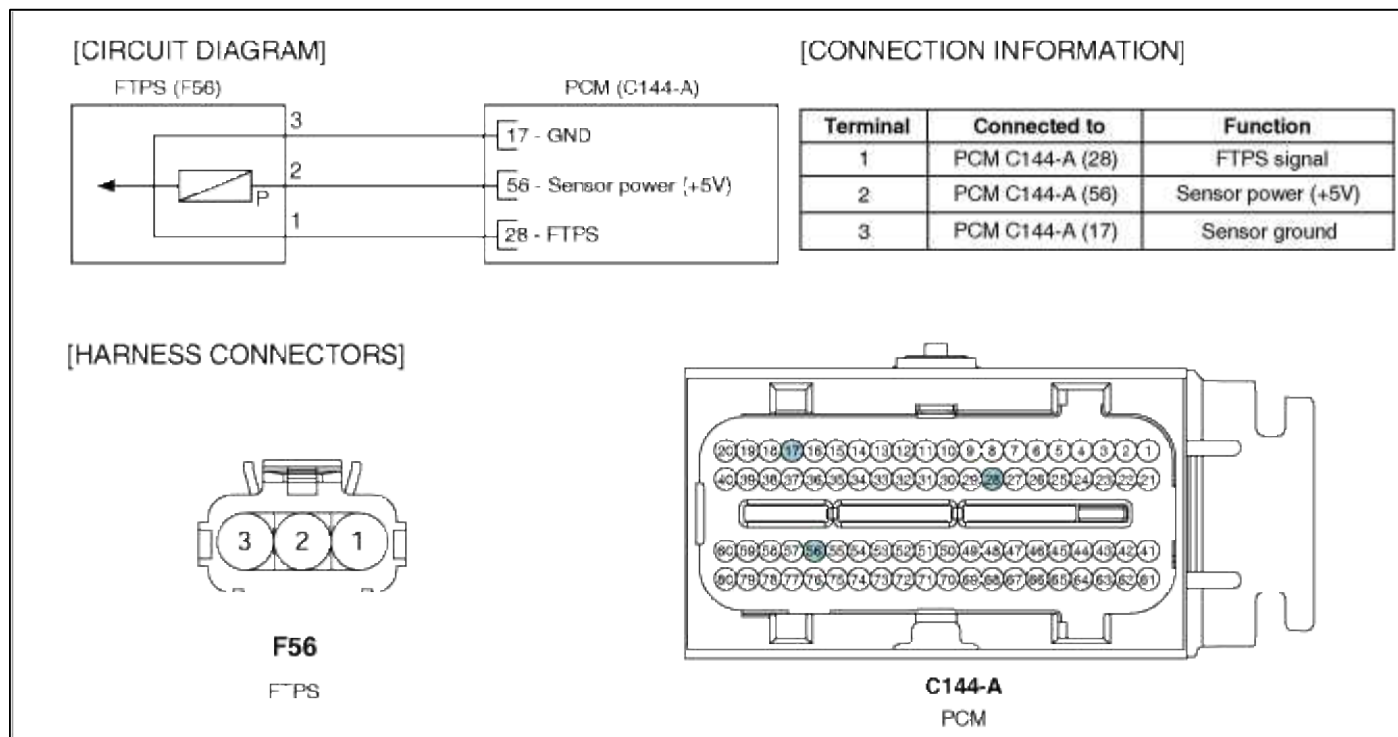 [CIRCUIT DIAGRAM]
FTPS (F56)
PCM (C144-A)
3
17 - GND
2
P
56 - Sensor power (+5V)
1
28 - FTPS
[CONNECTION INFORMATION]
Terminal Connected to Function
1 PCM C144-A (28) FTPS signal
2 PCM C144-A (56) Sensor power (+5V)
3 PCM C144-A (17) Sensor ground
[HARNESS CONNECTORS]
3 2 1
F56
FTPS
20 19 18 17 16 15 14 13 12 11 10 9 8 7 6 5 4 3 2 1
40 39 38 37 36 35 34 33 32 31 30 29 28 27 26 25 24 23 22 21
60 59 58 57 56 55 54 53 52 51 50 49 48 47 46 45 44 43 42 41
80 79 78 77 76 75 74 73 72 71 70 69 68 67 66 65 64 63 62 61
C144-A
PCM